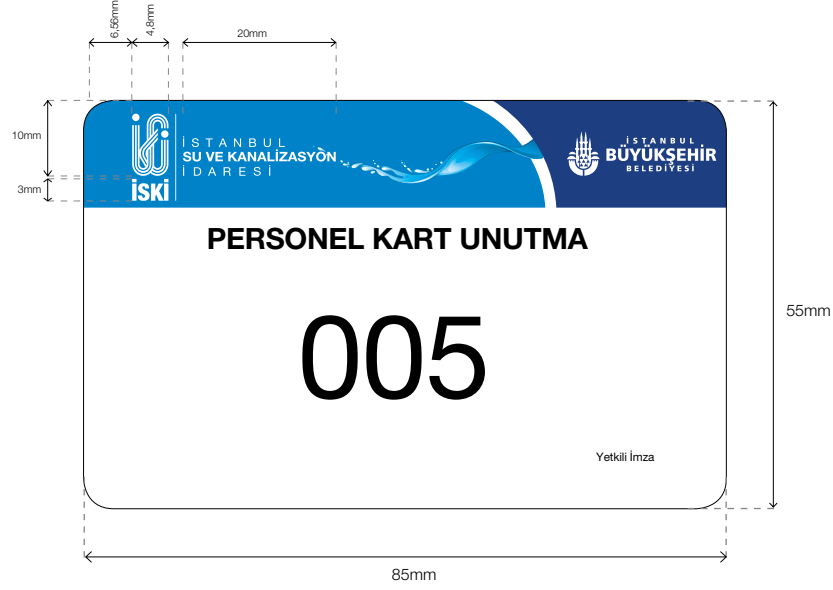 6,56mm
4,8mm
20mm
10mm
3mm
İSKİ
İSTANBUL
SU VE KANALİZASYON
İDARESİ
İSTANBUL
BÜYÜKŞEHİR
BELEDİYESİ
PERSONEL KART UNUTMA
005
Yetkili İmza
55mm
85mm